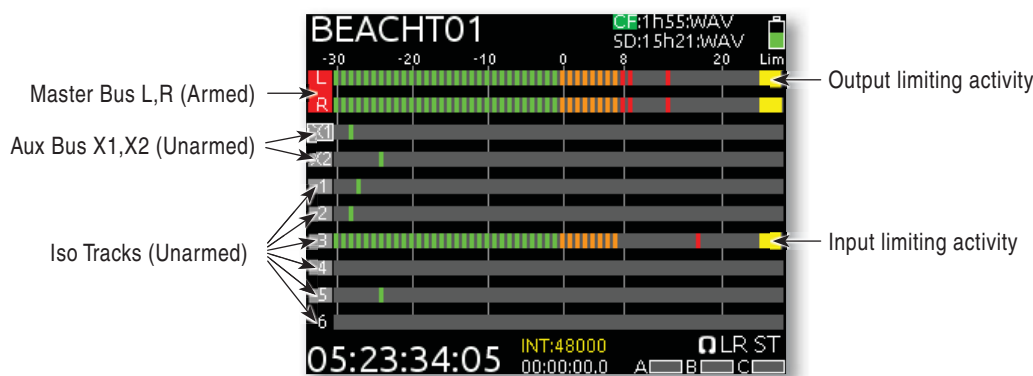 BEACHT01
CF:1h55:WAV
SD:15h21:WAV
-30 -20 -10 0 8 20 Lim
L
R
X1
X2
1
2
3
4
5
6
Master Bus L,R (Armed)
Aux Bus X1,X2 (Unarmed)
Iso Tracks (Unarmed)
Output limiting activity
Input limiting activity
05:23:34:05
INT:48000
00:00:00.0
LR ST
A B C